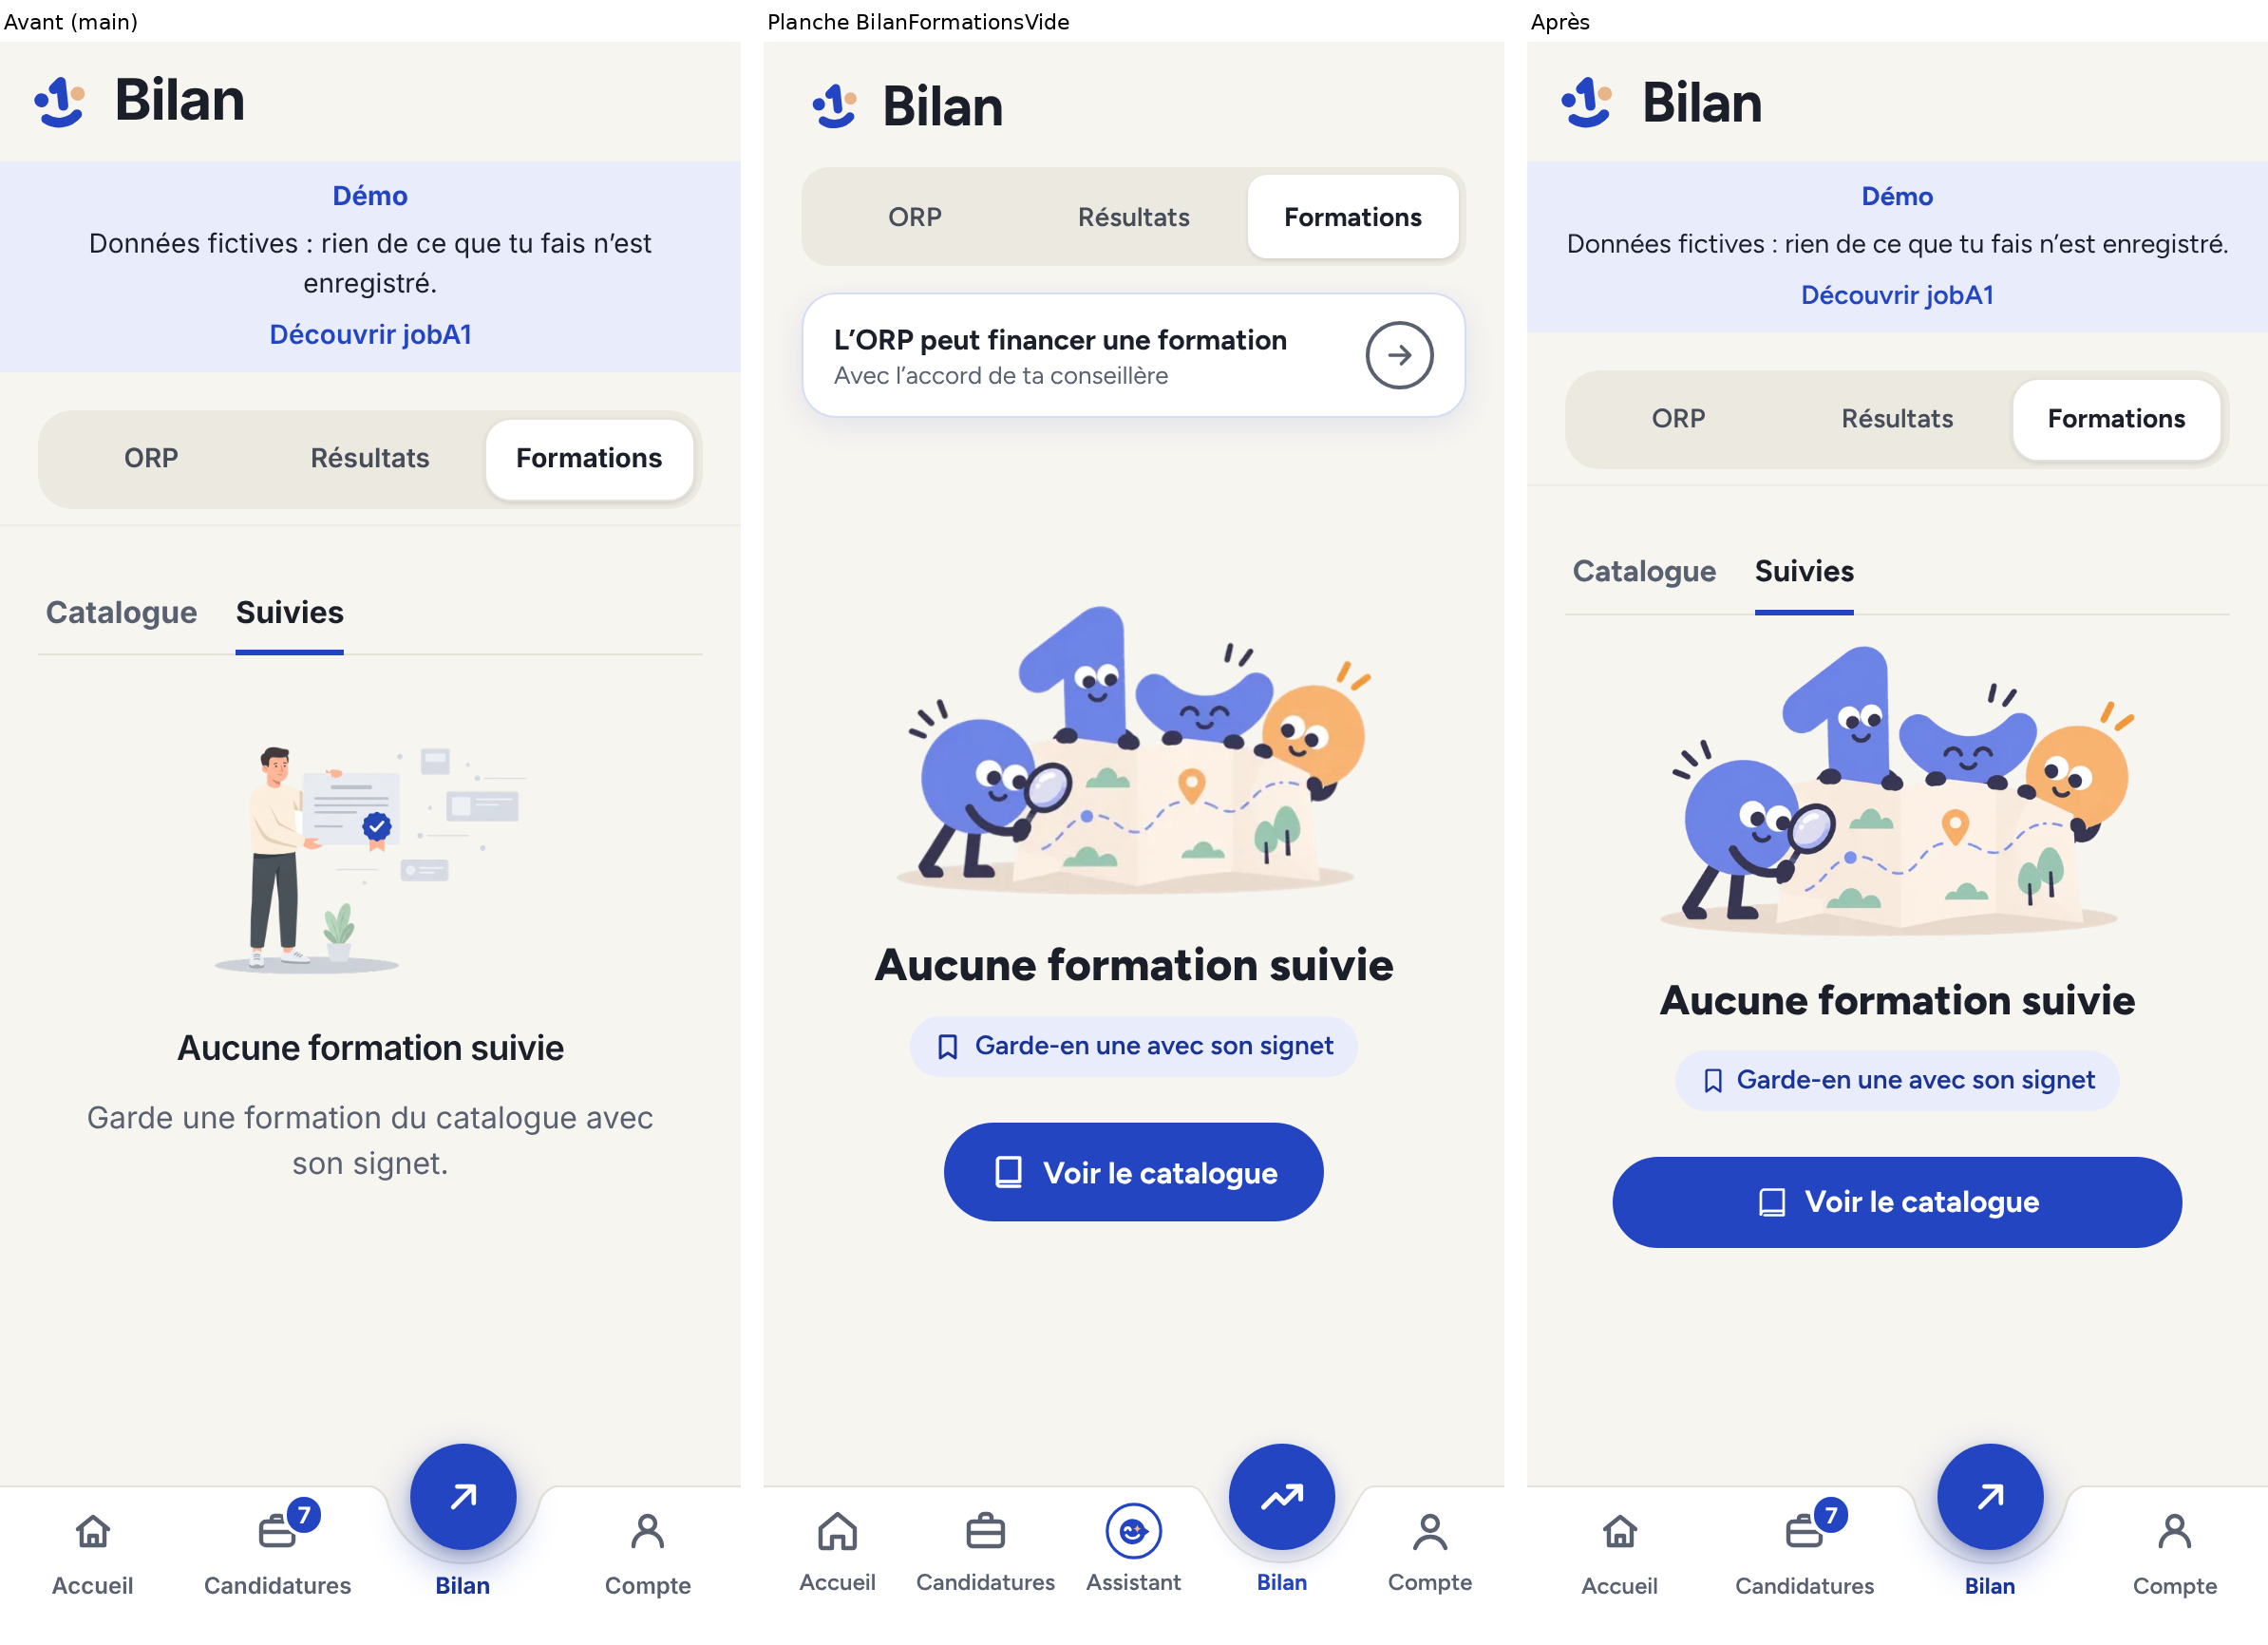 Avant (main)
Bilan
Démo
Données fictives : rien de ce que tu fais n’est
enregistré.
Découvrir jobA1
ORP
Résultats
Formations
Catalogue
Suivies
Aucune formation suivie
Garde une formation du catalogue avec
son signet.
Accueil
7
Candidatures
Bilan
Compte
Planche BilanFormationsVide
Bilan
ORP
Résultats
Formations
L’ORP peut financer une formation
Avec l’accord de ta conseillère
Aucune formation suivie
Garde-en une avec son signet
Voir le catalogue
Accueil
Candidatures
Assistant
Bilan
Compte
Après
Bilan
Démo
Données fictives : rien de ce que tu fais n’est enregistré.
Découvrir jobA1
ORP
Résultats
Formations
Catalogue
Suivies
Aucune formation suivie
Garde-en une avec son signet
Voir le catalogue
Accueil
7
Candidatures
Bilan
Compte